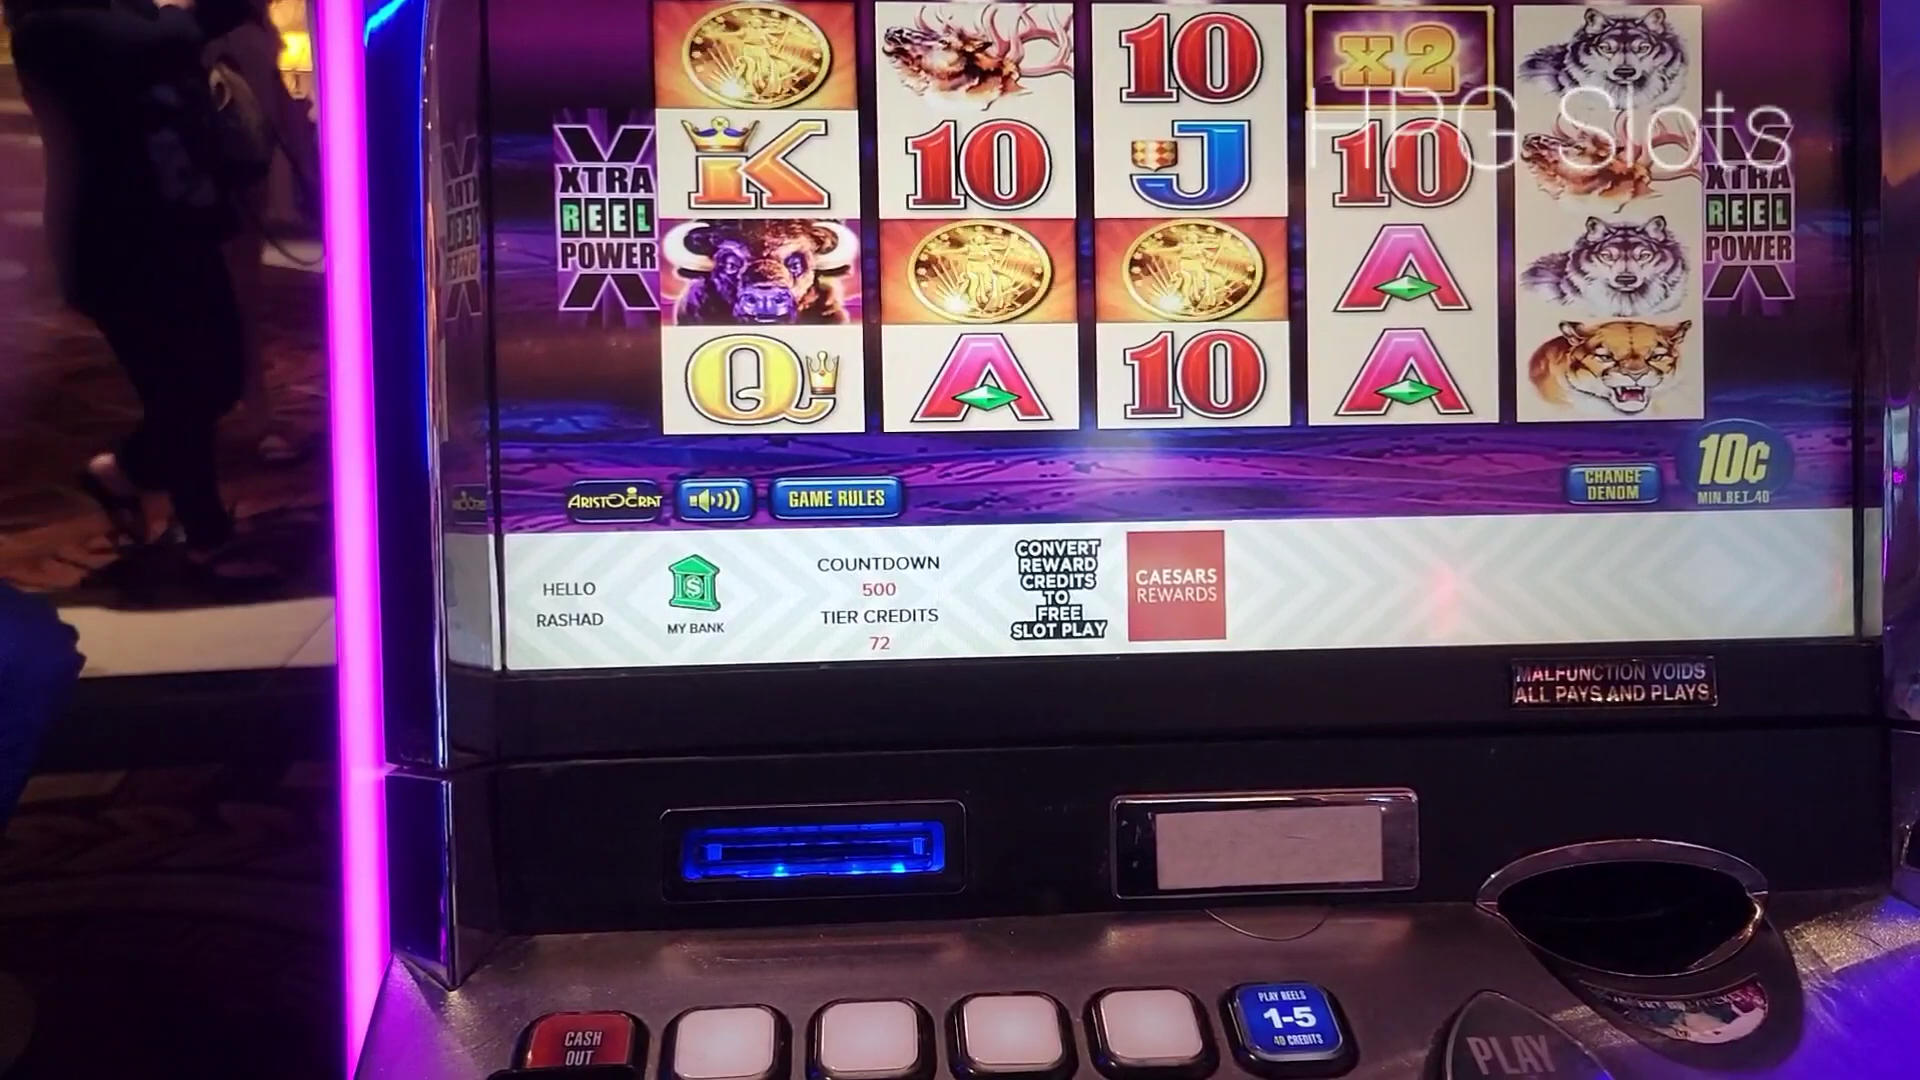 10
x2
HPG Slots
K
10
J
10
XTRA
REEL
POWER
XTRA
REEL
POWER
A
Q
A
10
A
10¢
MIN.BET.40
CHANGE
DENOM
ARISTOCRAT
GAME RULES
HELLO
RASHAD
MY BANK
COUNTDOWN
500
TIER CREDITS
72
CONVERT
REWARD
CREDITS
TO
FREE
SLOT PLAY
CAESARS
REWARDS
MALFUNCTION VOIDS
ALL PAYS AND PLAYS
CASH
OUT
PLAY REELS
1-5
40 CREDITS
PLAY